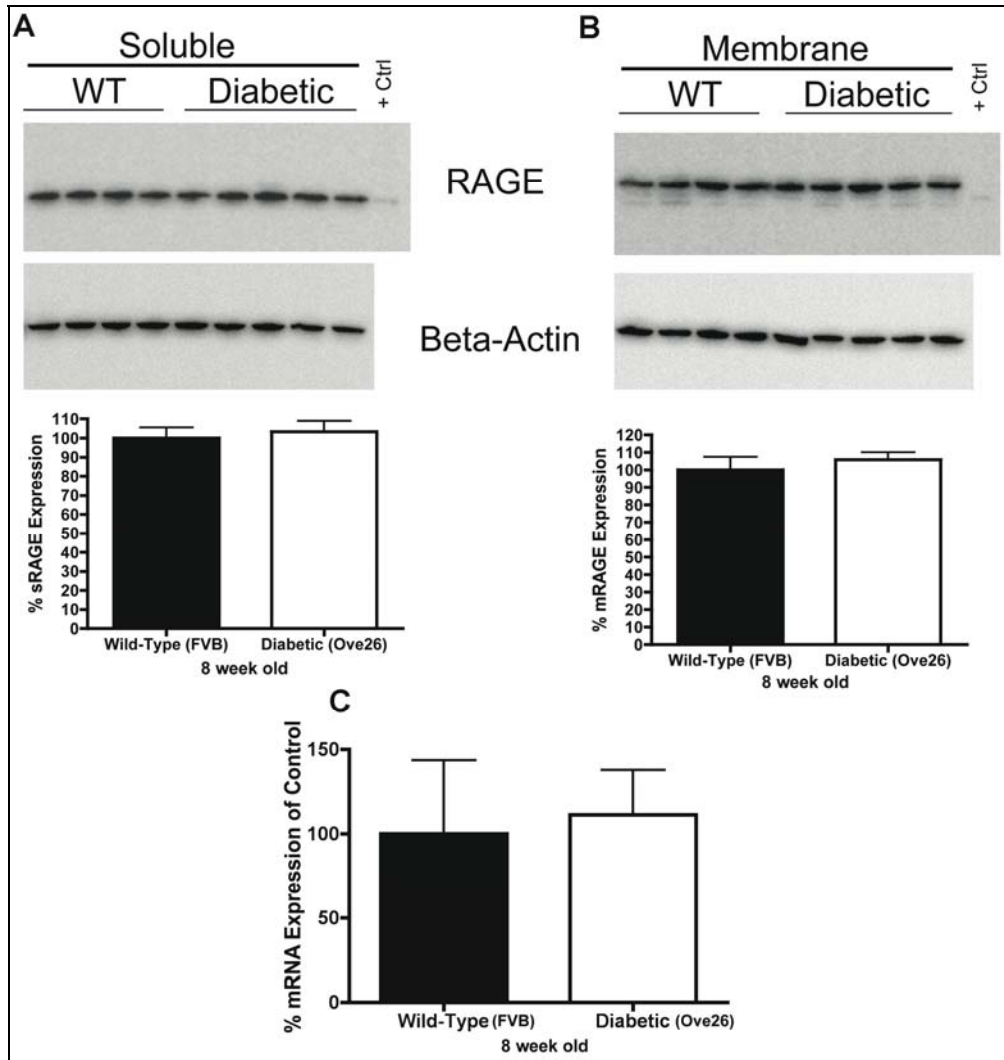 A
Soluble
WT Diabetic + Ctrl
B
Membrane
WT Diabetic + Ctrl
RAGE
Beta-Actin
% sRAGE Expression
110
100
90
80
70
60
50
40
30
20
10
0
Wild-Type (FVB) Diabetic (Ove26)
8 week old
% mRAGE Expression
120
110
100
90
80
70
60
50
40
30
20
10
0
Wild-Type (FVB) Diabetic (Ove26)
8 week old
C
% mRNA Expression of Control
150
100
50
0
Wild-Type (FVB) Diabetic (Ove26)
8 week old